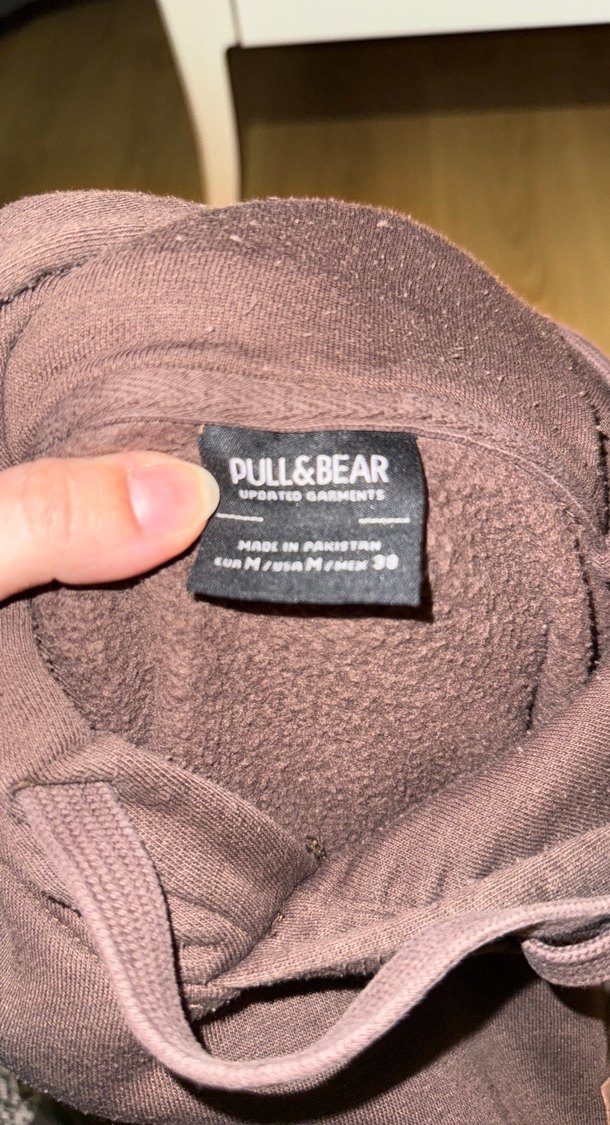 PULL&BEAR
UPDATED GARMENTS
MADE IN PAKISTAN
EUR M/USA M/MEX 38